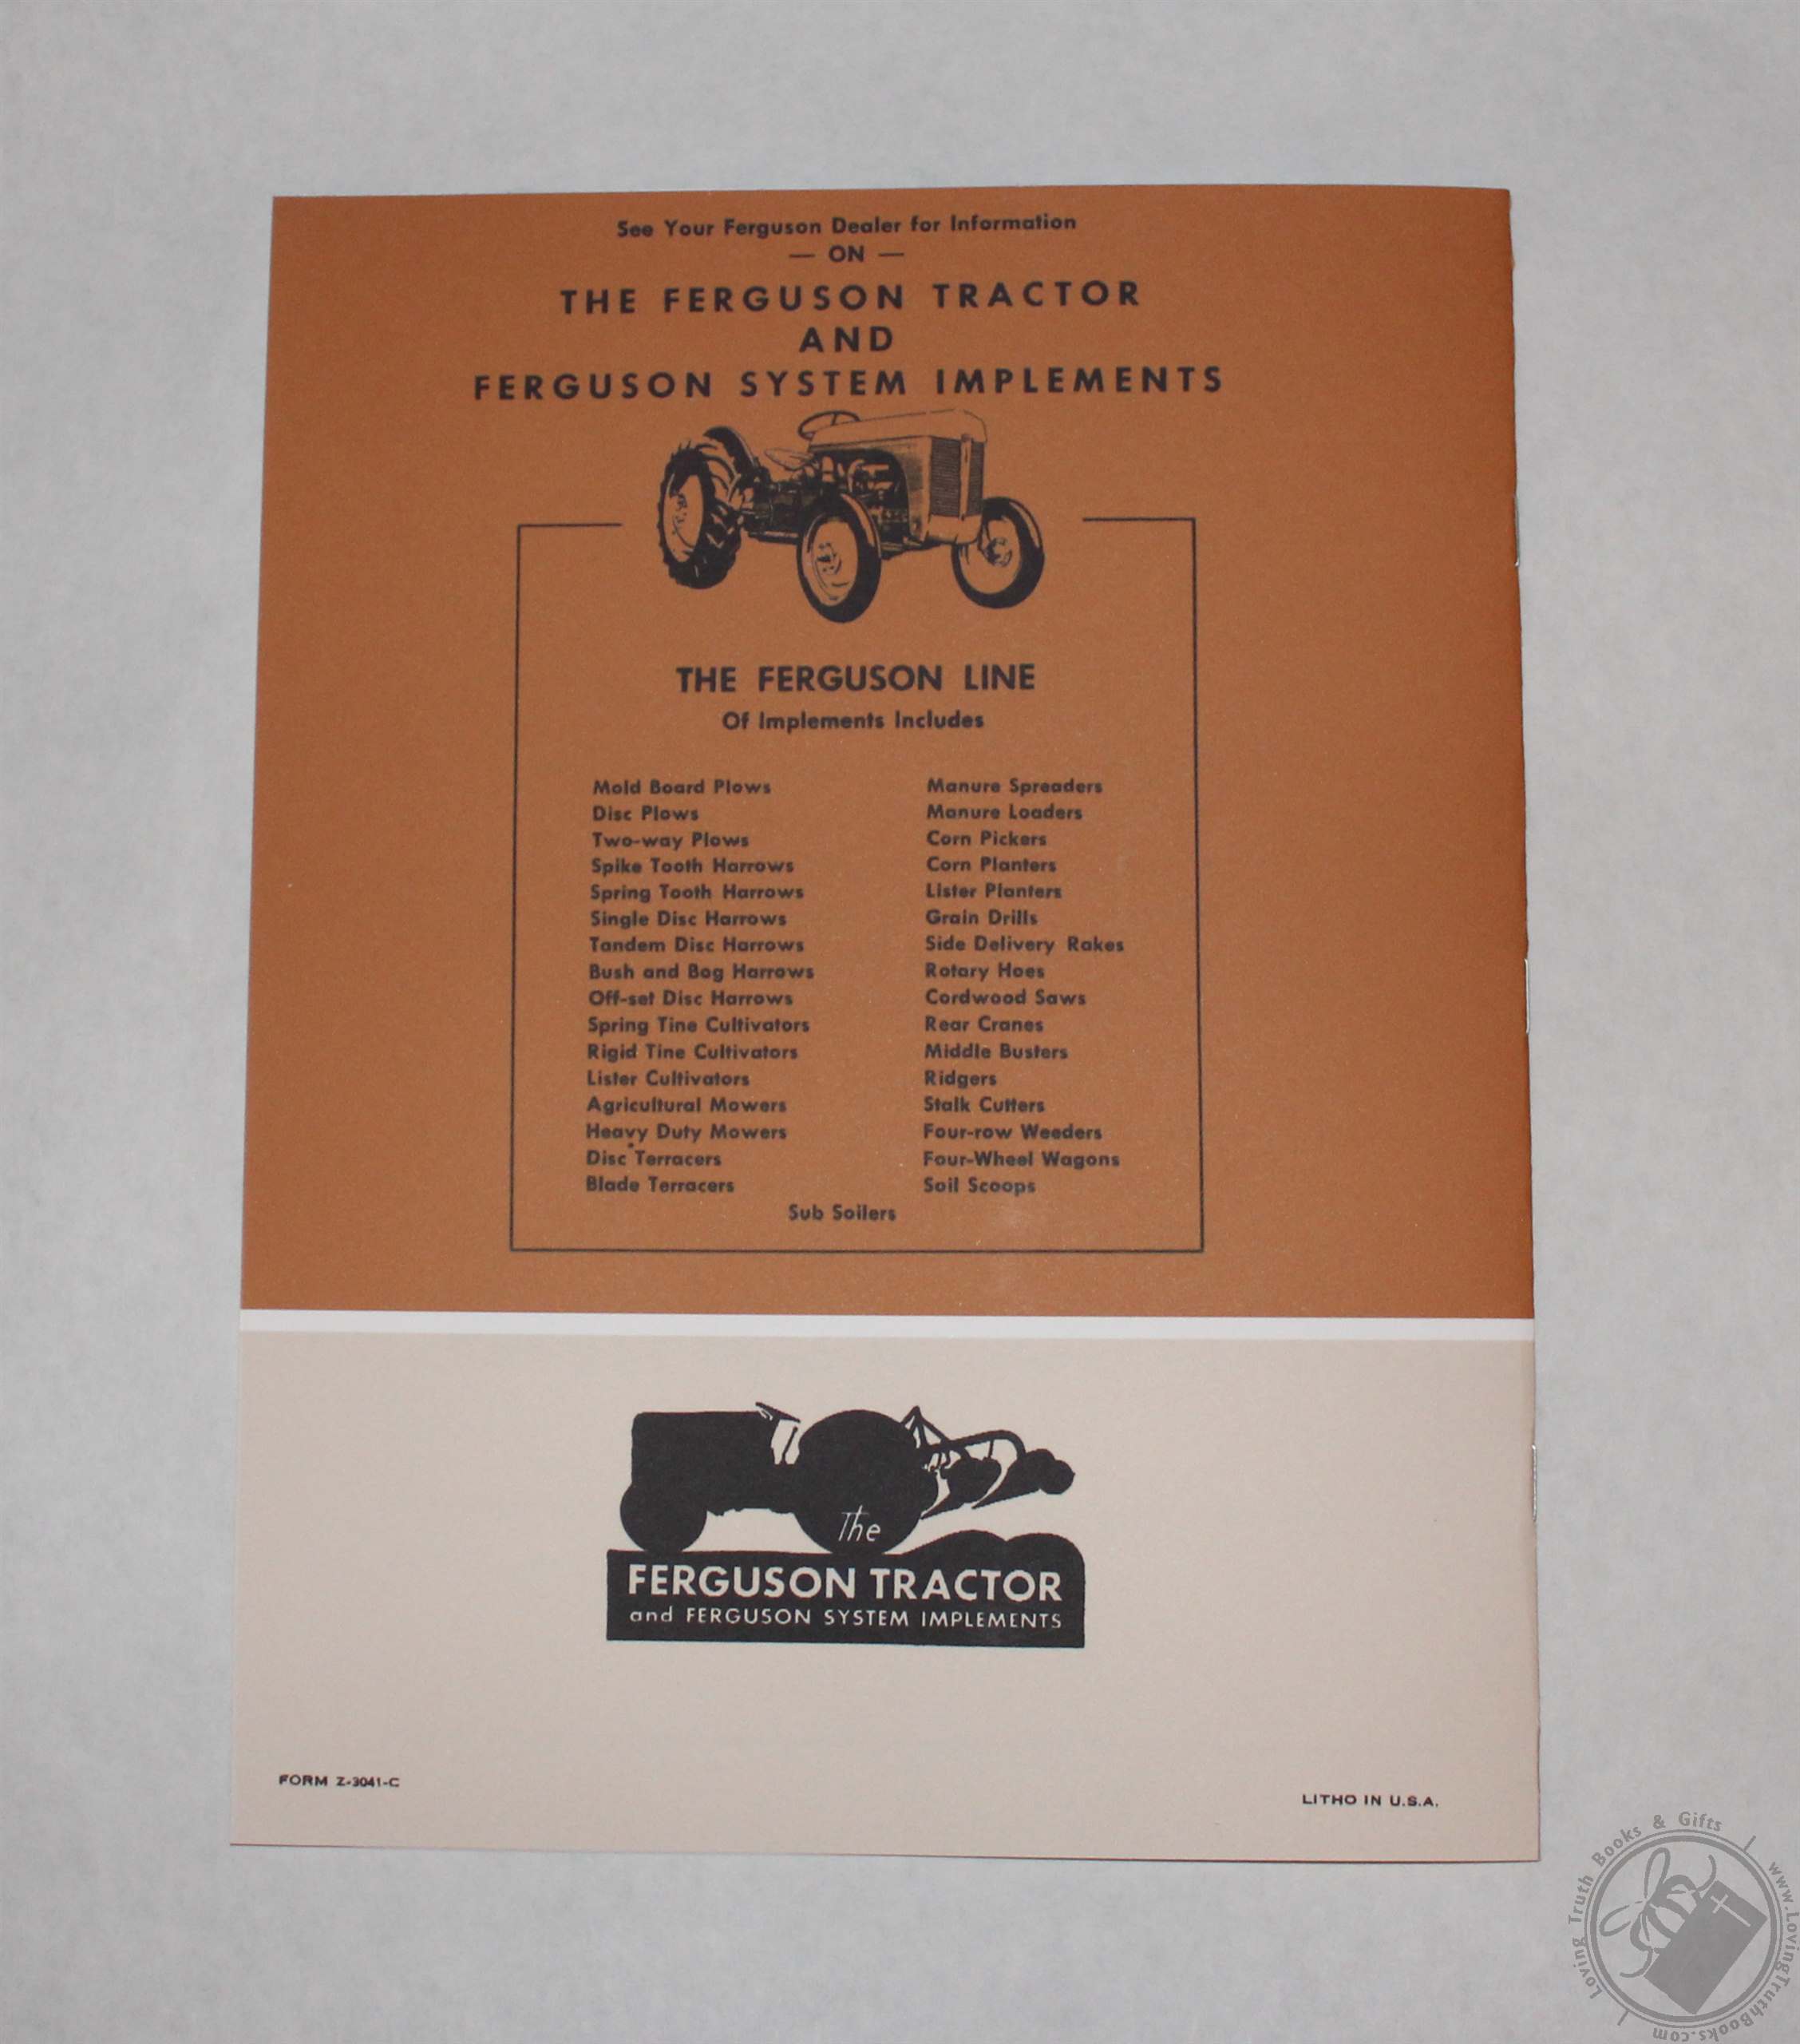 See Your Ferguson Dealer for Information
— ON —
THE FERGUSON TRACTOR
AND
FERGUSON SYSTEM IMPLEMENTS
THE FERGUSON LINE
Of Implements Includes
Mold Board Plows
Disc Plows
Two-way Plows
Spike Tooth Harrows
Spring Tooth Harrows
Single Disc Harrows
Tandem Disc Harrows
Bush and Bog Harrows
Off-set Disc Harrows
Spring Tine Cultivators
Rigid Tine Cultivators
Lister Cultivators
Agricultural Mowers
Heavy Duty Mowers
Disc Terracers
Blade Terracers
Manure Spreaders
Manure Loaders
Corn Pickers
Corn Planters
Lister Planters
Grain Drills
Side Delivery Rakes
Rotary Hoes
Cordwood Saws
Rear Cranes
Middle Busters
Ridgers
Stalk Cutters
Four-row Weeders
Four-Wheel Wagons
Soil Scoops
Sub Soilers
The
FERGUSON TRACTOR
and FERGUSON SYSTEM IMPLEMENTS
FORM Z-3041-C
LITHO IN U.S.A.
Loving Truth Books & Gifts
www.LovingTruthBooks.com